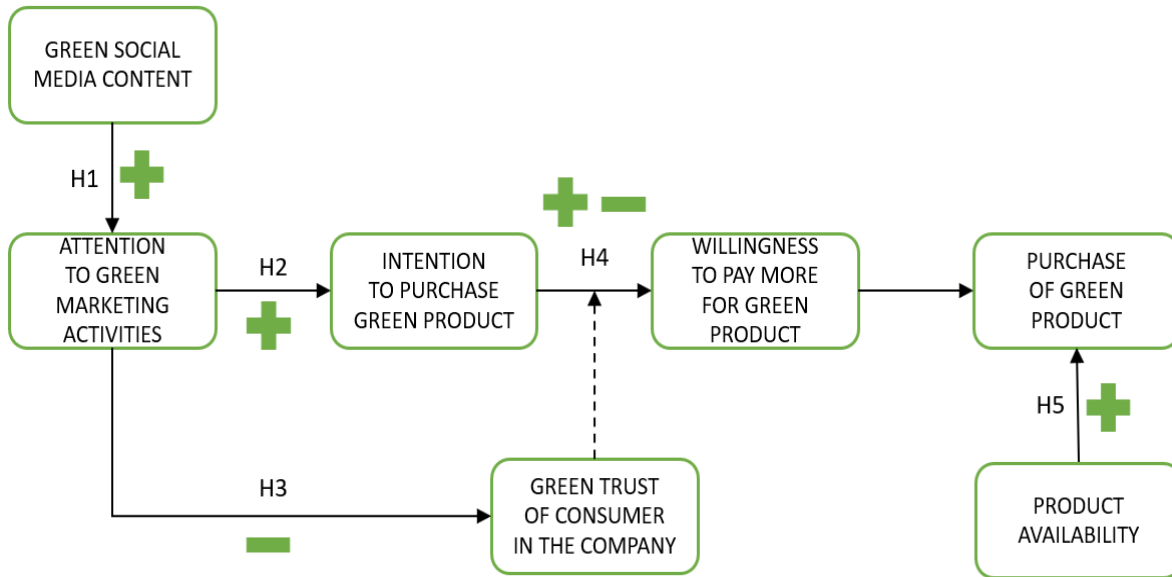 GREEN SOCIAL
MEDIA CONTENT
H1
ATTENTION
TO GREEN
MARKETING
ACTIVITIES
H2
INTENTION
TO PURCHASE
GREEN PRODUCT
H4
WILLINGNESS
TO PAY MORE
FOR GREEN
PRODUCT
PURCHASE
OF GREEN
PRODUCT
H5
H3
GREEN TRUST
OF CONSUMER
IN THE COMPANY
PRODUCT
AVAILABILITY